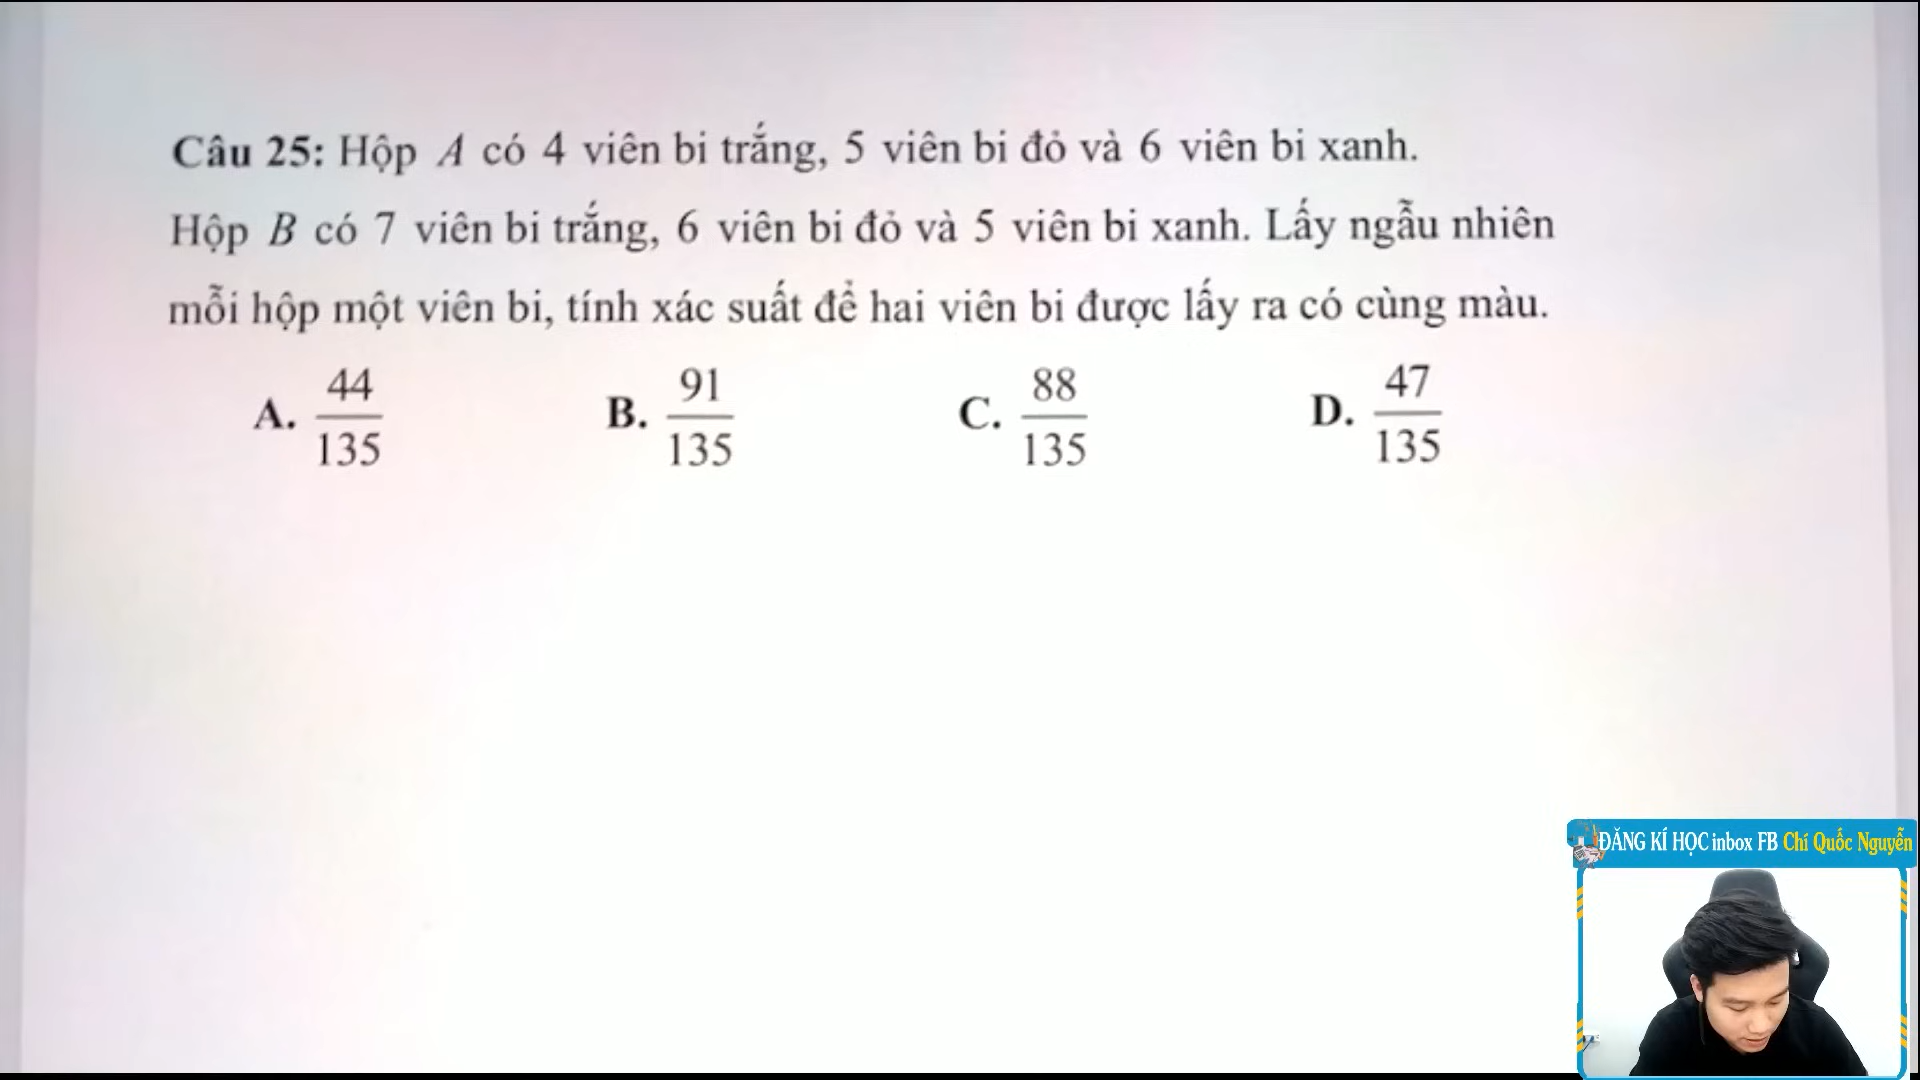 Câu 25: Hộp A có 4 viên bi trắng, 5 viên bi đỏ và 6 viên bi xanh.
Hộp B có 7 viên bi trắng, 6 viên bi đỏ và 5 viên bi xanh. Lấy ngẫu nhiên
mỗi hộp một viên bi, tính xác suất để hai viên bi được lấy ra có cùng màu.
A. 44/135 B. 91/135 C. 88/135 D. 47/135
ĐĂNG KÍ HỌC inbox FB Chí Quốc Nguyễn